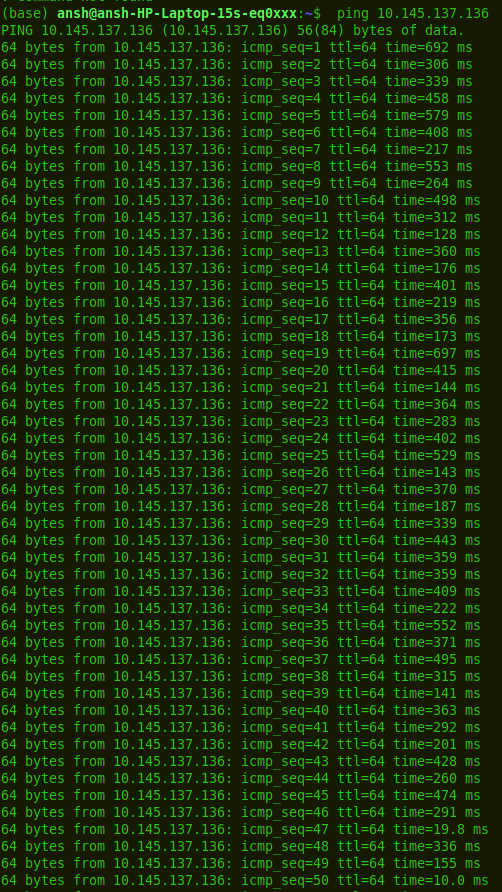 (base) ansh@ansh-HP-Laptop-15s-eq0xxx:~$  ping 10.145.137.136
PING 10.145.137.136 (10.145.137.136) 56(84) bytes of data.
64 bytes from 10.145.137.136: icmp_seq=1 ttl=64 time=692 ms
64 bytes from 10.145.137.136: icmp_seq=2 ttl=64 time=306 ms
64 bytes from 10.145.137.136: icmp_seq=3 ttl=64 time=339 ms
64 bytes from 10.145.137.136: icmp_seq=4 ttl=64 time=458 ms
64 bytes from 10.145.137.136: icmp_seq=5 ttl=64 time=579 ms
64 bytes from 10.145.137.136: icmp_seq=6 ttl=64 time=408 ms
64 bytes from 10.145.137.136: icmp_seq=7 ttl=64 time=217 ms
64 bytes from 10.145.137.136: icmp_seq=8 ttl=64 time=553 ms
64 bytes from 10.145.137.136: icmp_seq=9 ttl=64 time=264 ms
64 bytes from 10.145.137.136: icmp_seq=10 ttl=64 time=498 ms
64 bytes from 10.145.137.136: icmp_seq=11 ttl=64 time=312 ms
64 bytes from 10.145.137.136: icmp_seq=12 ttl=64 time=128 ms
64 bytes from 10.145.137.136: icmp_seq=13 ttl=64 time=360 ms
64 bytes from 10.145.137.136: icmp_seq=14 ttl=64 time=176 ms
64 bytes from 10.145.137.136: icmp_seq=15 ttl=64 time=401 ms
64 bytes from 10.145.137.136: icmp_seq=16 ttl=64 time=219 ms
64 bytes from 10.145.137.136: icmp_seq=17 ttl=64 time=356 ms
64 bytes from 10.145.137.136: icmp_seq=18 ttl=64 time=173 ms
64 bytes from 10.145.137.136: icmp_seq=19 ttl=64 time=697 ms
64 bytes from 10.145.137.136: icmp_seq=20 ttl=64 time=415 ms
64 bytes from 10.145.137.136: icmp_seq=21 ttl=64 time=144 ms
64 bytes from 10.145.137.136: icmp_seq=22 ttl=64 time=364 ms
64 bytes from 10.145.137.136: icmp_seq=23 ttl=64 time=283 ms
64 bytes from 10.145.137.136: icmp_seq=24 ttl=64 time=402 ms
64 bytes from 10.145.137.136: icmp_seq=25 ttl=64 time=529 ms
64 bytes from 10.145.137.136: icmp_seq=26 ttl=64 time=143 ms
64 bytes from 10.145.137.136: icmp_seq=27 ttl=64 time=370 ms
64 bytes from 10.145.137.136: icmp_seq=28 ttl=64 time=187 ms
64 bytes from 10.145.137.136: icmp_seq=29 ttl=64 time=339 ms
64 bytes from 10.145.137.136: icmp_seq=30 ttl=64 time=443 ms
64 bytes from 10.145.137.136: icmp_seq=31 ttl=64 time=359 ms
64 bytes from 10.145.137.136: icmp_seq=32 ttl=64 time=359 ms
64 bytes from 10.145.137.136: icmp_seq=33 ttl=64 time=409 ms
64 bytes from 10.145.137.136: icmp_seq=34 ttl=64 time=222 ms
64 bytes from 10.145.137.136: icmp_seq=35 ttl=64 time=552 ms
64 bytes from 10.145.137.136: icmp_seq=36 ttl=64 time=371 ms
64 bytes from 10.145.137.136: icmp_seq=37 ttl=64 time=495 ms
64 bytes from 10.145.137.136: icmp_seq=38 ttl=64 time=315 ms
64 bytes from 10.145.137.136: icmp_seq=39 ttl=64 time=141 ms
64 bytes from 10.145.137.136: icmp_seq=40 ttl=64 time=363 ms
64 bytes from 10.145.137.136: icmp_seq=41 ttl=64 time=292 ms
64 bytes from 10.145.137.136: icmp_seq=42 ttl=64 time=201 ms
64 bytes from 10.145.137.136: icmp_seq=43 ttl=64 time=428 ms
64 bytes from 10.145.137.136: icmp_seq=44 ttl=64 time=260 ms
64 bytes from 10.145.137.136: icmp_seq=45 ttl=64 time=474 ms
64 bytes from 10.145.137.136: icmp_seq=46 ttl=64 time=291 ms
64 bytes from 10.145.137.136: icmp_seq=47 ttl=64 time=19.8 ms
64 bytes from 10.145.137.136: icmp_seq=48 ttl=64 time=336 ms
64 bytes from 10.145.137.136: icmp_seq=49 ttl=64 time=155 ms
64 bytes from 10.145.137.136: icmp_seq=50 ttl=64 time=10.0 ms